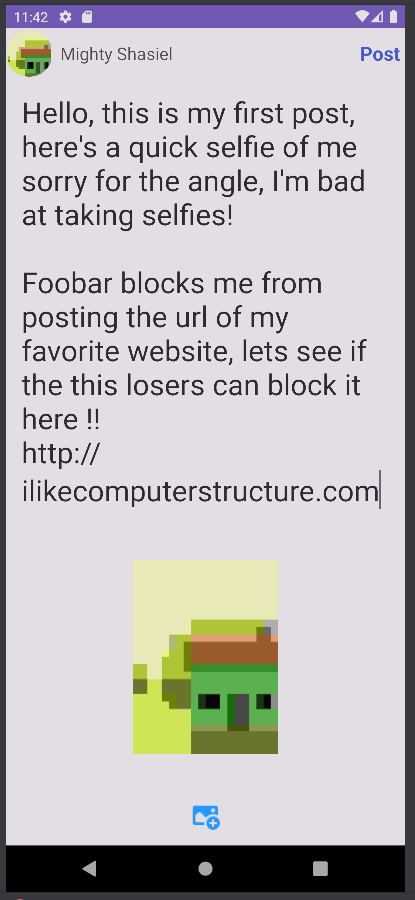 11:42
Mighty Shasiel
Post
Hello, this is my first post,
here's a quick selfie of me
sorry for the angle, I'm bad
at taking selfies!
Foobar blocks me from
posting the url of my
favorite website, lets see if
the this losers can block it
here !!
http://
ilikecomputerstructure.com